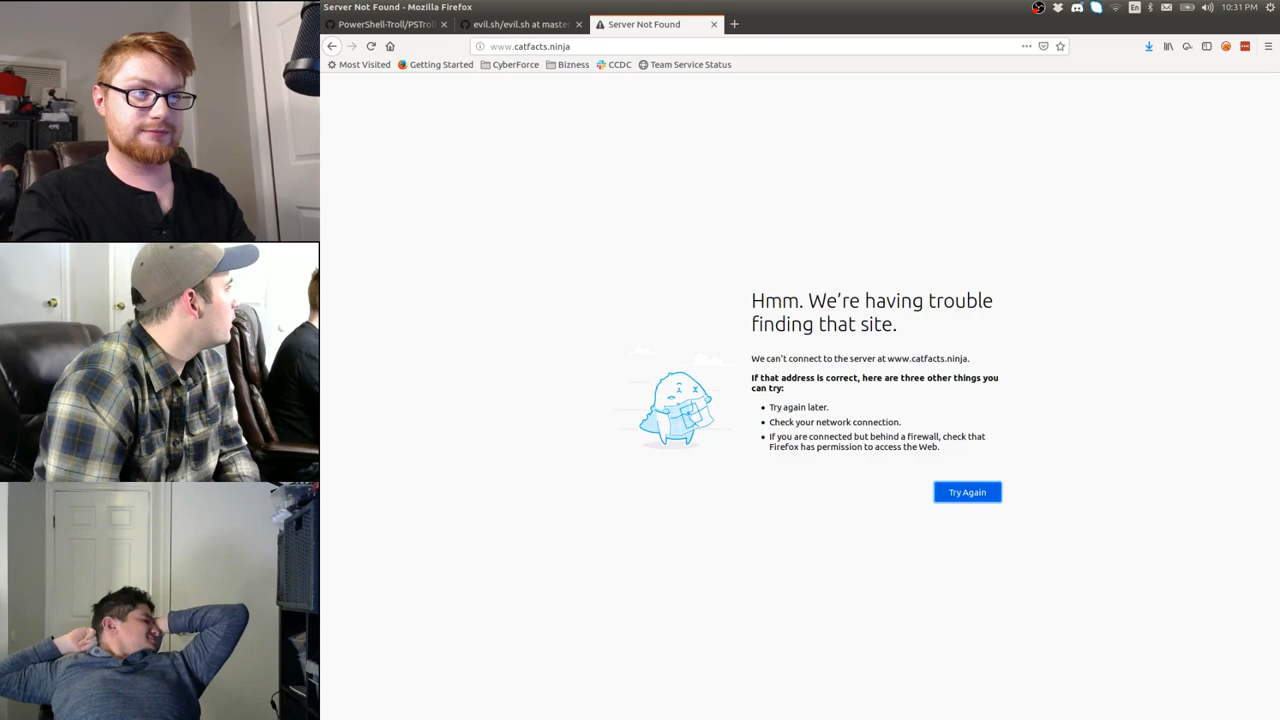 Server Not Found - Mozilla Firefox
En 10:31 PM
PowerShell-Troll/PSTrol
evil.sh/evil.sh at master
Server Not Found
www.catfacts.ninja
Most Visited Getting Started CyberForce Bizness CCDC Team Service Status
Hmm. We're having trouble
finding that site.
We can't connect to the server at www.catfacts.ninja.
If that address is correct, here are three other things you
can try:
Try again later.
Check your network connection.
If you are connected but behind a firewall, check that
Firefox has permission to access the Web.
Try Again